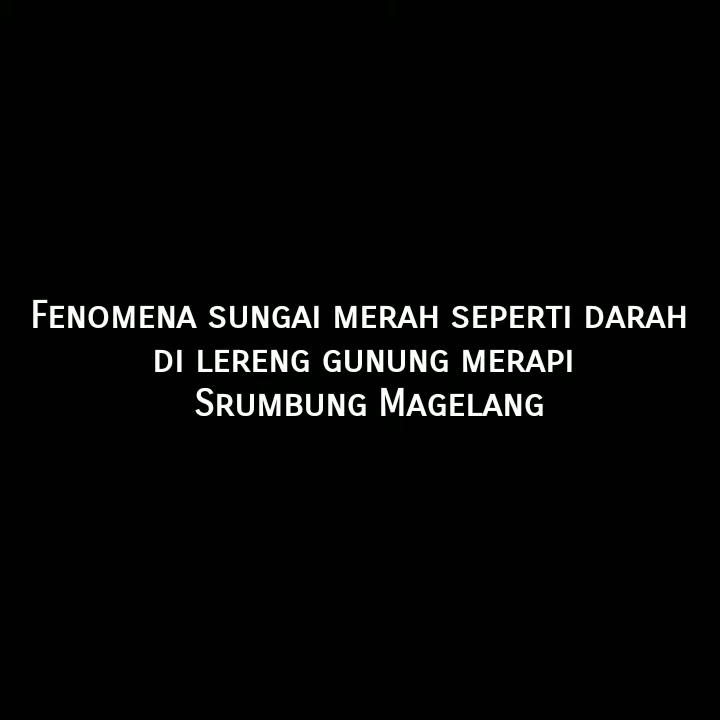 Fenomena sungai merah seperti darah
di lereng gunung merapi
Srumbung Magelang